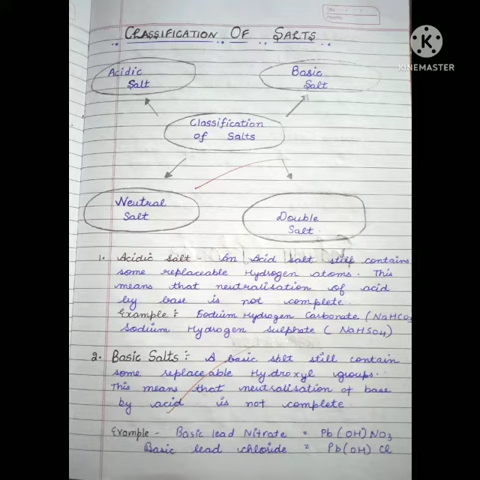 Classification Of Salts
KINEMASTER
Acidic
Salt
Basic
Salt
Classification
of Salts
Neutral
Salt
Double
Salt
1. Acidic salt - An Acid salt still contains
some replaceable Hydrogen atoms. This
means that neutralisation of acid
by base is not complete.
Example: Sodium Hydrogen Carbonate (NaHCO3
Sodium Hydrogen sulphate (NaHSO4)
2. Basic Salts:- A basic salt still contain
some replaceable Hydroxyl groups.
This means that neutralisation of base
by acid is not complete
Example - Basic lead Nitrate = Pb(OH)NO3
Basic lead chloride = Pb(OH)Cl